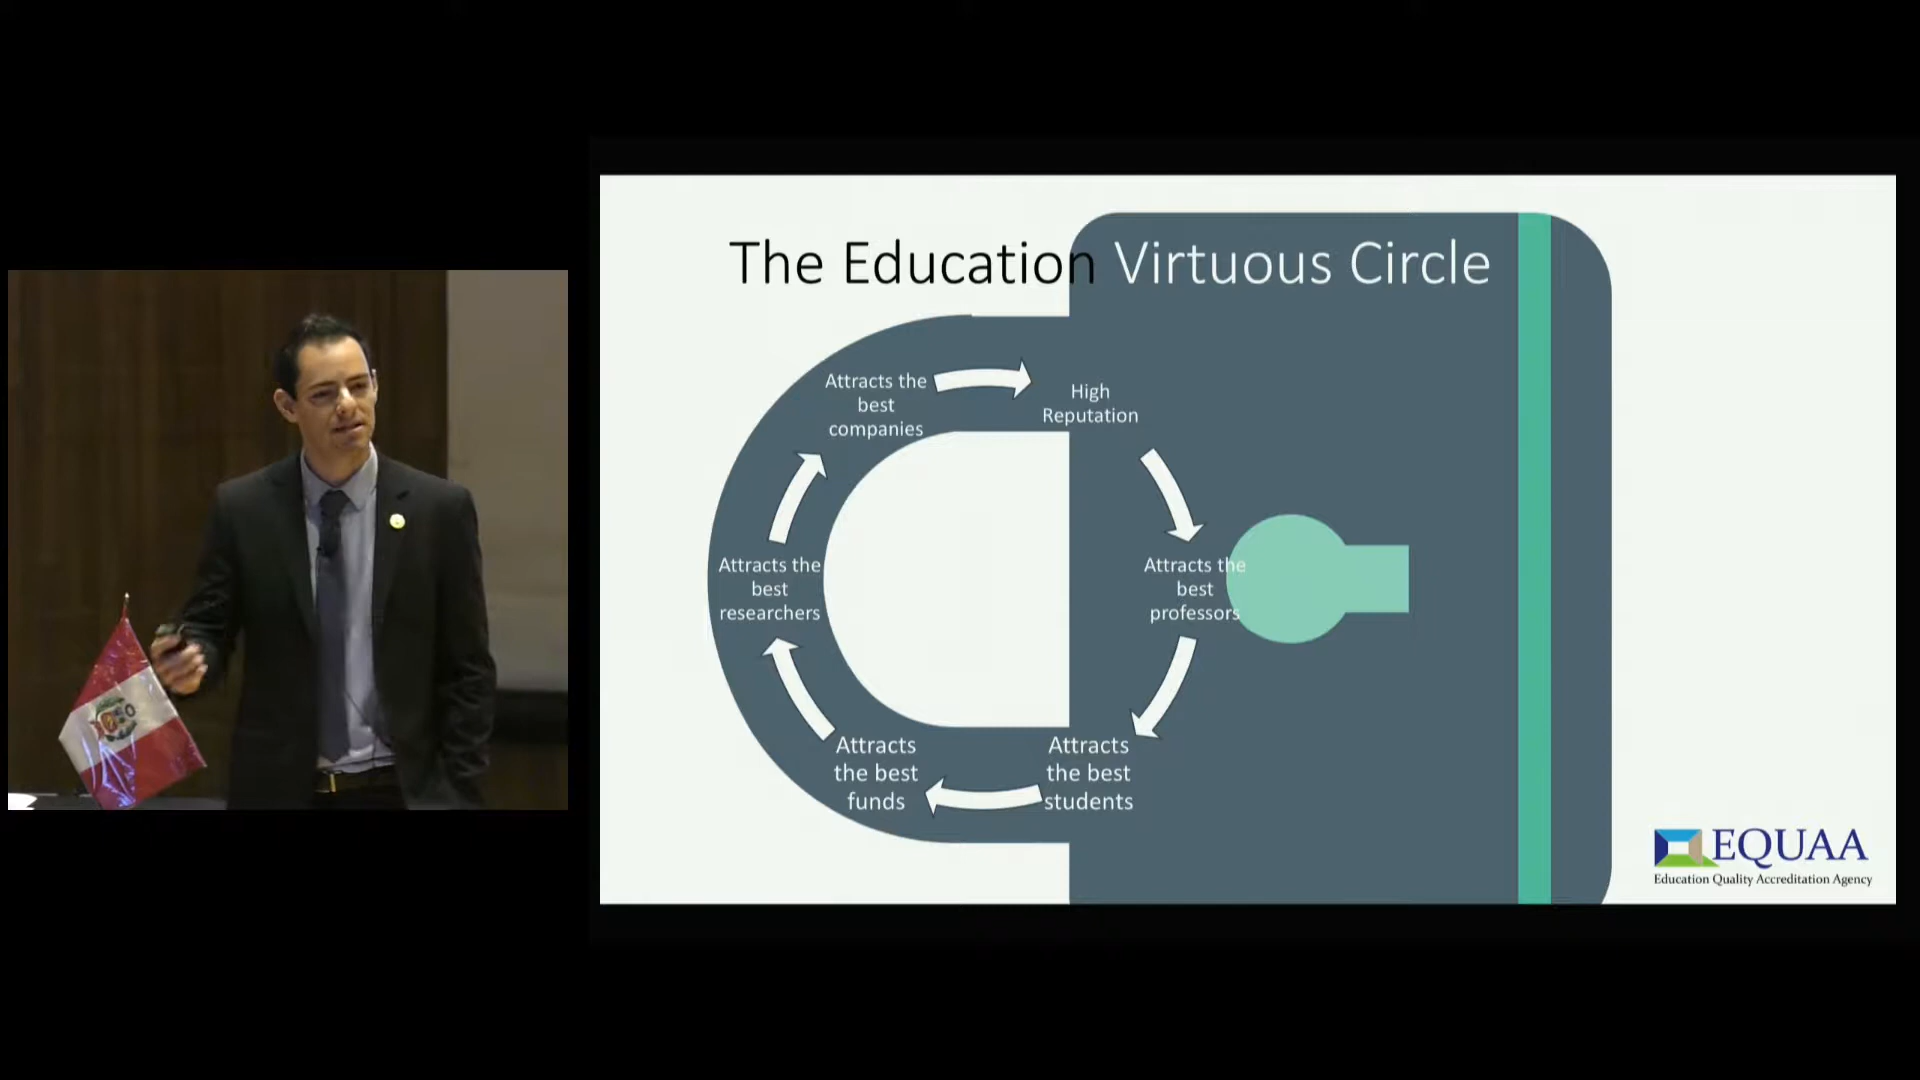 The Education Virtuous Circle
Attracts the
best
companies
High
Reputation
Attracts the
best
professors
Attracts
the best
students
Attracts
the best
funds
Attracts the
best
researchers
EQUAA
Education Quality Accreditation Agency